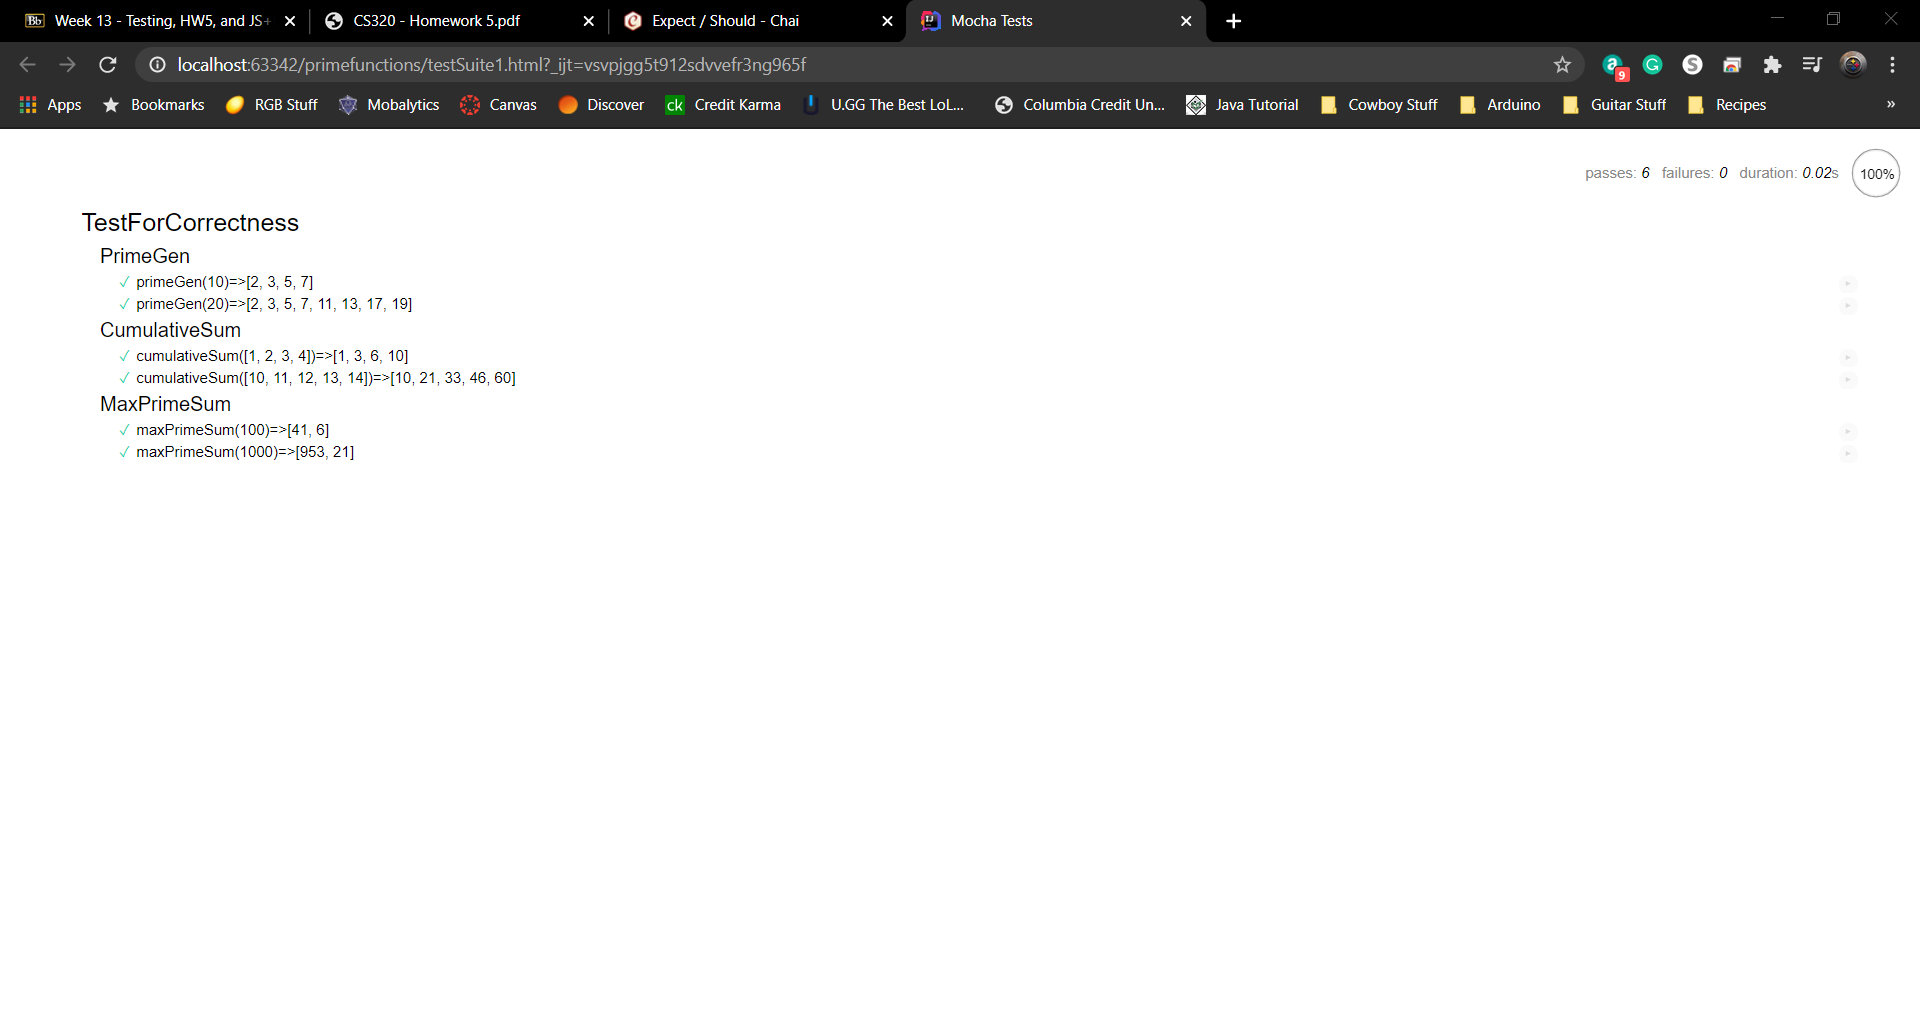 Week 13 - Testing, HW5, and JS+
CS320 - Homework 5.pdf
Expect / Should - Chai
Mocha Tests
localhost:63342/primefunctions/testSuite1.html?_ijt=vsvpjgg5t912sdvvefr3ng965f
9
Apps Bookmarks RGB Stuff Mobalytics Canvas Discover ck Credit Karma U.GG The Best LoL... Columbia Credit Un... Java Tutorial Cowboy Stuff Arduino Guitar Stuff Recipes »
passes: 6 failures: 0 duration: 0.02s 100%
TestForCorrectness
PrimeGen
✓ primeGen(10)=>[2, 3, 5, 7]
✓ primeGen(20)=>[2, 3, 5, 7, 11, 13, 17, 19]
CumulativeSum
✓ cumulativeSum([1, 2, 3, 4])=>[1, 3, 6, 10]
✓ cumulativeSum([10, 11, 12, 13, 14])=>[10, 21, 33, 46, 60]
MaxPrimeSum
✓ maxPrimeSum(100)=>[41, 6]
✓ maxPrimeSum(1000)=>[953, 21]